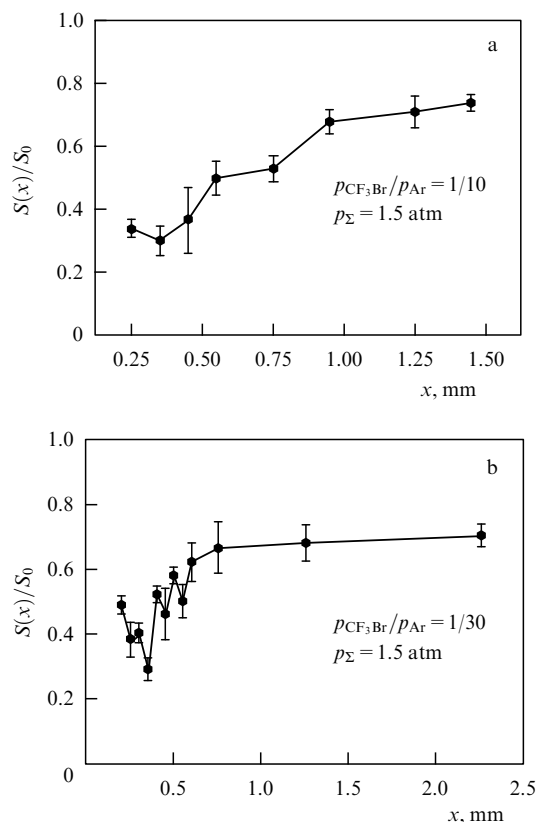 a
1.0
0.8
0.6
0.4
0.2
0
S(x)/S₀
p_CF₃Br/p_Ar = 1/10
p_Σ = 1.5 atm
0.25 0.50 0.75 1.00 1.25 1.50
x, mm
b
1.0
0.8
0.6
0.4
0.2
0
S(x)/S₀
p_CF₃Br/p_Ar = 1/30
p_Σ = 1.5 atm
0.5 1.0 1.5 2.0 2.5
x, mm